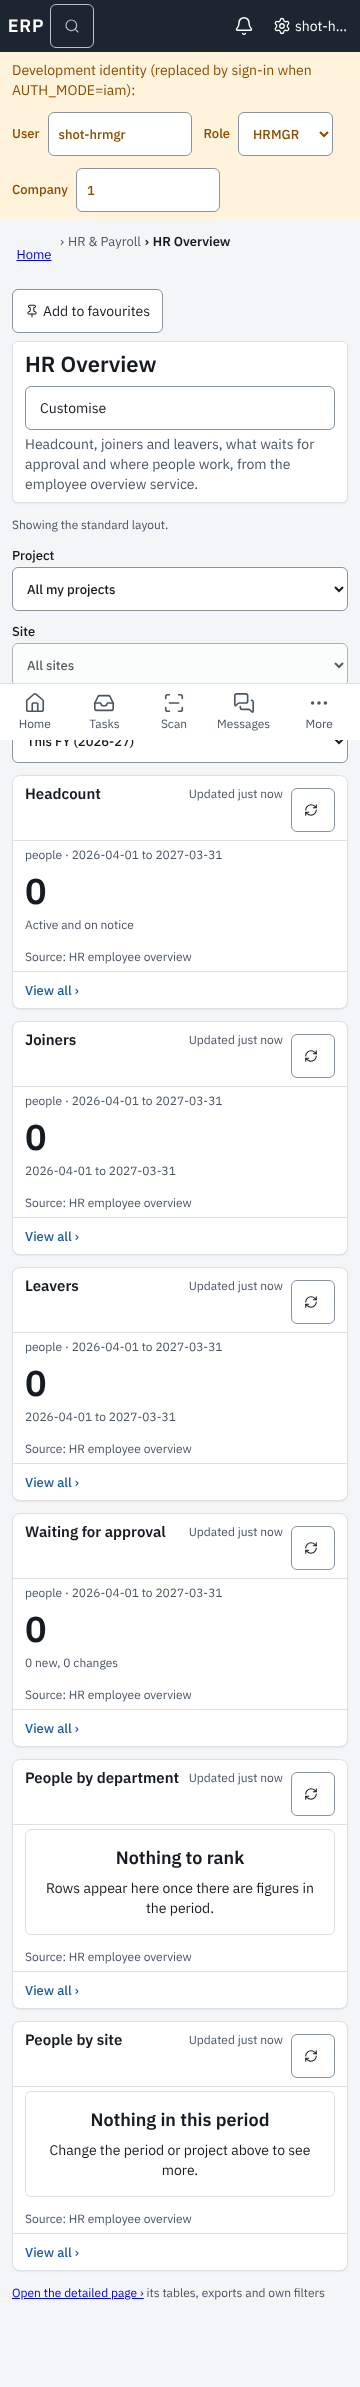 ERP
shot-h...
Development identity (replaced by sign-in when
AUTH_MODE=iam):
User shot-hrmgr Role HRMGR
Company 1
Home › HR & Payroll › HR Overview
Add to favourites
HR Overview
Customise
Headcount, joiners and leavers, what waits for
approval and where people work, from the
employee overview service.
Showing the standard layout.
Project
All my projects
Site
All sites
Home Tasks Scan Messages More
This FY (2026-27)
Headcount Updated just now
people · 2026-04-01 to 2027-03-31
0
Active and on notice
Source: HR employee overview
View all ›
Joiners Updated just now
people · 2026-04-01 to 2027-03-31
0
2026-04-01 to 2027-03-31
Source: HR employee overview
View all ›
Leavers Updated just now
people · 2026-04-01 to 2027-03-31
0
2026-04-01 to 2027-03-31
Source: HR employee overview
View all ›
Waiting for approval Updated just now
people · 2026-04-01 to 2027-03-31
0
0 new, 0 changes
Source: HR employee overview
View all ›
People by department Updated just now
Nothing to rank
Rows appear here once there are figures in
the period.
Source: HR employee overview
View all ›
People by site Updated just now
Nothing in this period
Change the period or project above to see
more.
Source: HR employee overview
View all ›
Open the detailed page › its tables, exports and own filters